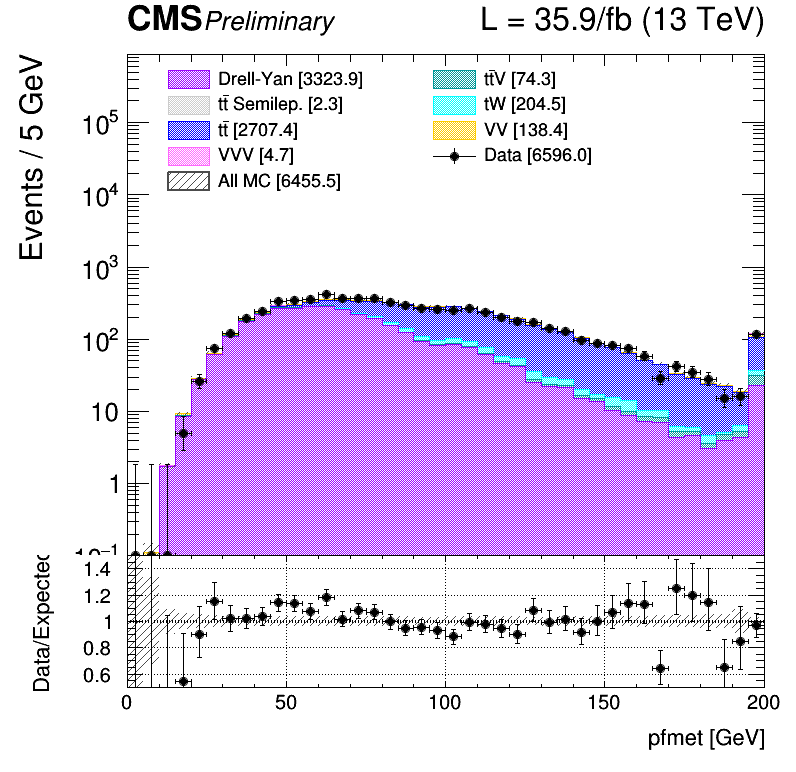 CMS Preliminary L = 35.9/fb (13 TeV)
Events / 5 GeV
Drell-Yan [3323.9]
tt̄ Semilep. [2.3]
tt̄ [2707.4]
VVV [4.7]
All MC [6455.5]
tt̄V [74.3]
tW [204.5]
VV [138.4]
Data [6596.0]
10⁵
10⁴
10³
10²
10
1
10⁻¹
Data/Expected
1.4
1.2
1
0.8
0.6
0 50 100 150 200
pfmet [GeV]